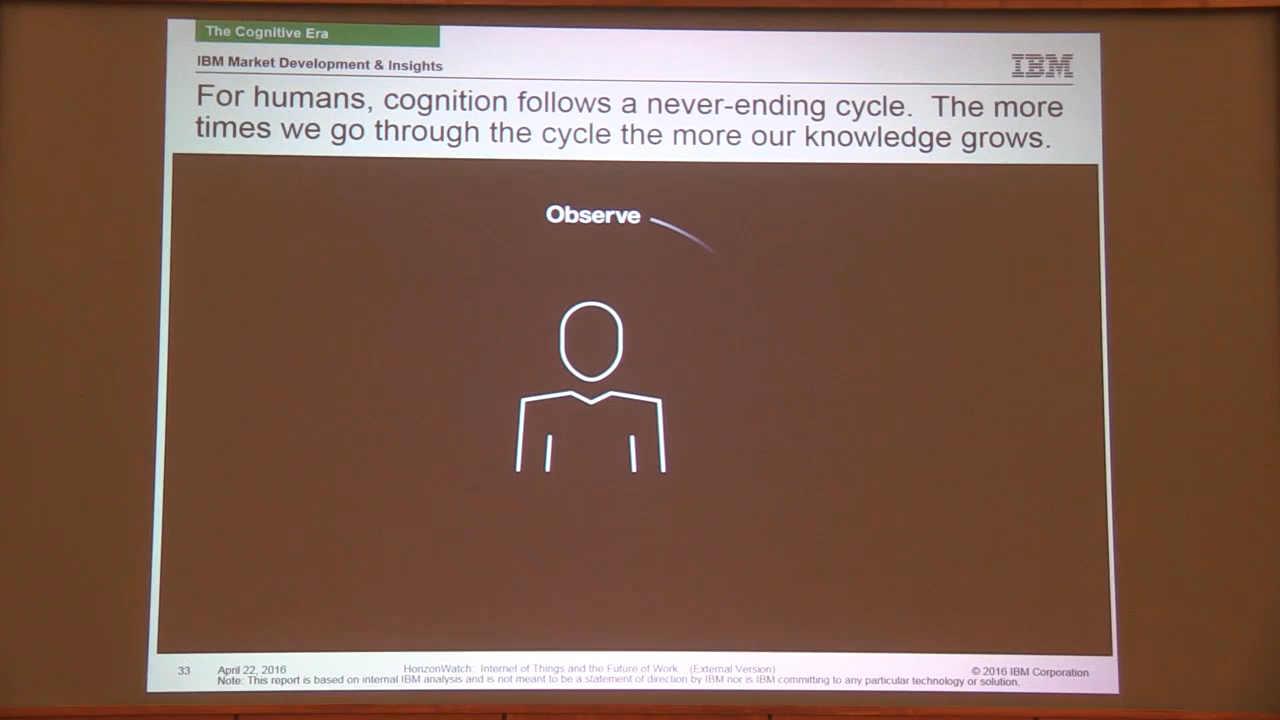 The Cognitive Era
IBM Market Development & Insights
IBM
For humans, cognition follows a never-ending cycle. The more
times we go through the cycle the more our knowledge grows.
Observe
33 April 22, 2016 HorizonWatch: Internet of Things and the Future of Work (External Version) © 2016 IBM Corporation
Note: This report is based on internal IBM analysis and is not meant to be a statement of direction by IBM nor is IBM committing to any particular technology or solution.